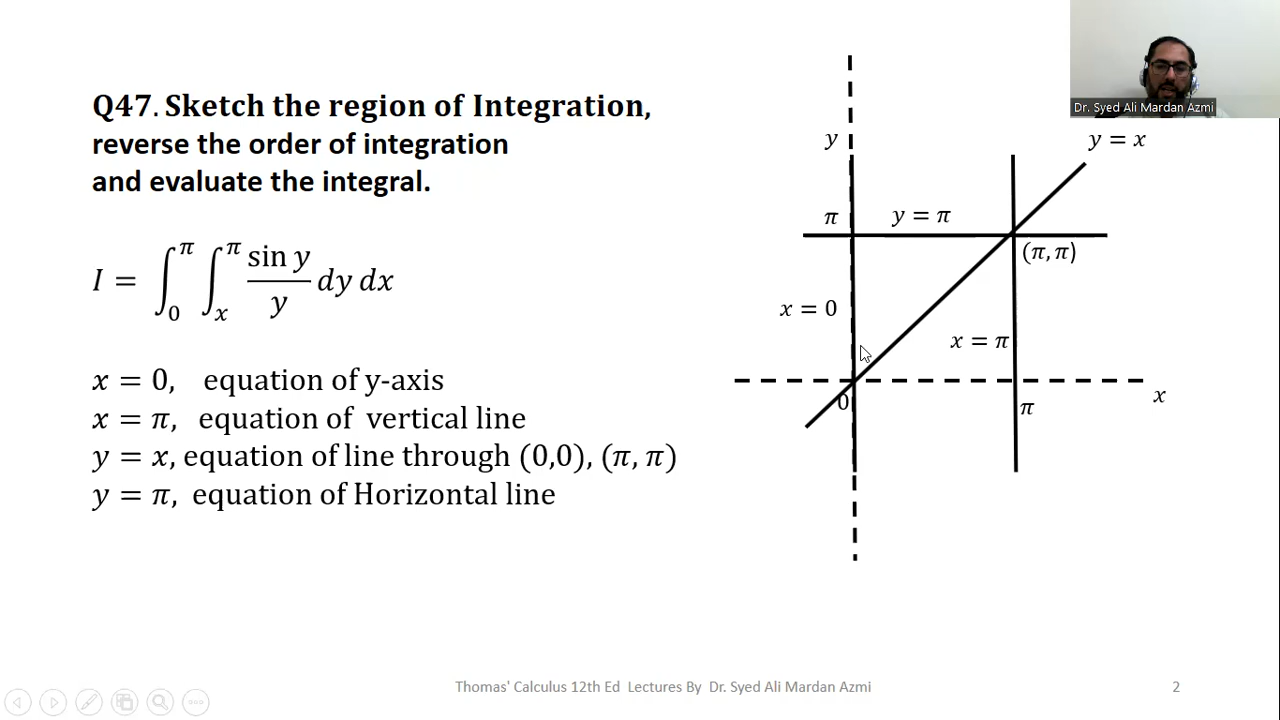 Q47. Sketch the region of Integration,
reverse the order of integration
and evaluate the integral.
I = ∫₀^π ∫ₓ^π (sin y / y) dy dx
x = 0, equation of y-axis
x = π, equation of vertical line
y = x, equation of line through (0,0), (π, π)
y = π, equation of Horizontal line
Dr. Syed Ali Mardan Azmi
y
y = x
π
y = π
(π, π)
x = 0
x = π
0
π
x
Thomas' Calculus 12th Ed Lectures By Dr. Syed Ali Mardan Azmi
2